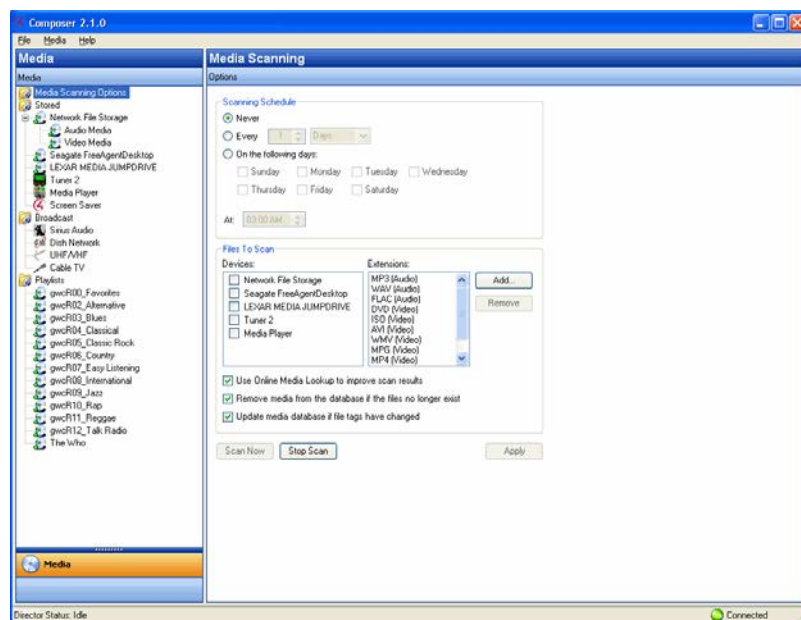 Composer 2.1.0
File Media Help
Media
Media
Media Scanning Options
Stored
Network File Storage
Audio Media
Video Media
Seagate FreeAgentDesktop
LEXAR MEDIA JUMPDRIVE
Tuner 2
Media Player
Screen Saver
Broadcast
Sirius Audio
Dish Network
UHF/VHF
Cable TV
Playlists
gwcR00_Favorites
gwcR02_Alternative
gwcR03_Blues
gwcR04_Classical
gwcR05_Classic Rock
gwcR06_Country
gwcR07_Easy Listening
gwcR08_International
gwcR09_Jazz
gwcR10_Rap
gwcR11_Reggae
gwcR12_Talk Radio
The Who
Media
Media Scanning
Options
Scanning Schedule
Never
Every 1 Days
On the following days:
Sunday Monday Tuesday Wednesday
Thursday Friday Saturday
At: 03:00 AM
Files To Scan
Devices: Extensions:
Network File Storage
Seagate FreeAgentDesktop
LEXAR MEDIA JUMPDRIVE
Tuner 2
Media Player
MP3 (Audio)
WAV (Audio)
FLAC (Audio)
DVD (Video)
ISO (Video)
AVI (Video)
WMV (Video)
MPG (Video)
MP4 (Video)
Add...
Remove
Use Online Media Lookup to improve scan results
Remove media from the database if the files no longer exist
Update media database if file tags have changed
Scan Now Stop Scan Apply
Director Status: Idle Connected